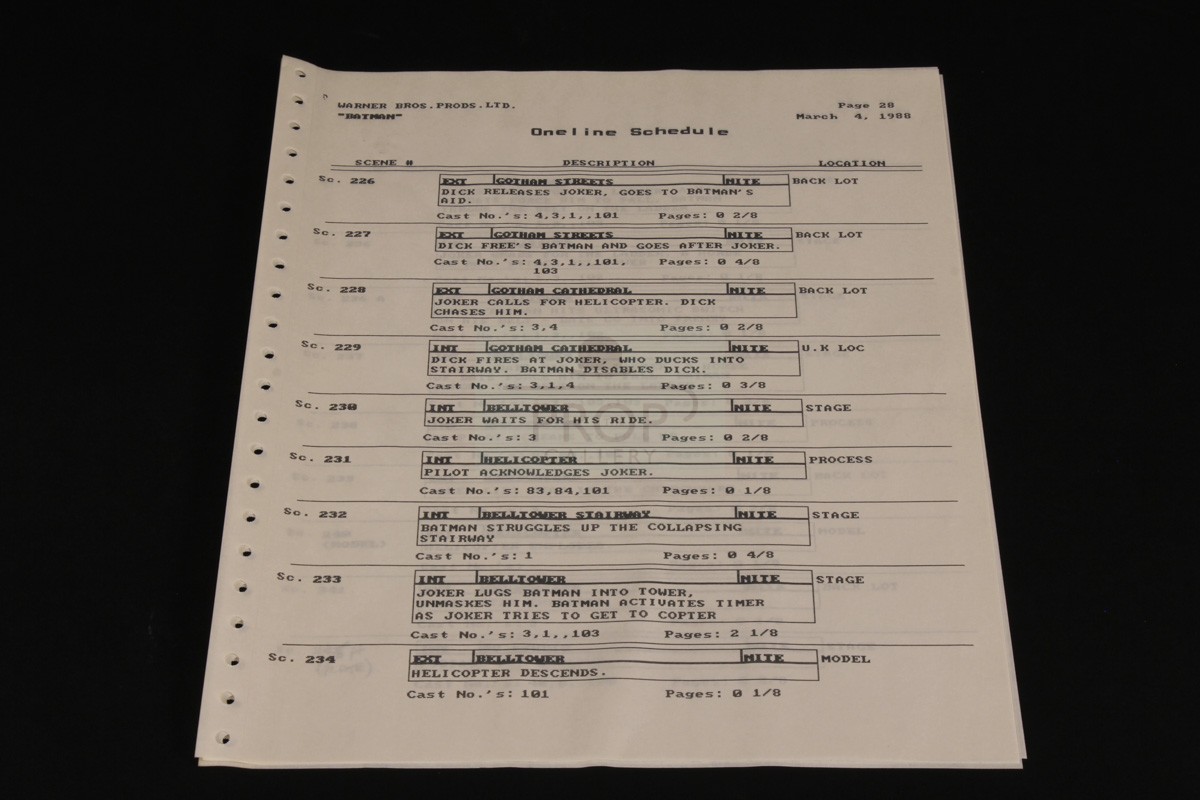 WARNER BROS.PRODS.LTD. Page 28
"BATMAN" March 4, 1988
Oneline Schedule
SCENE # DESCRIPTION LOCATION
Sc. 226 EXT GOTHAM STREETS NITE BACK LOT
DICK RELEASES JOKER, GOES TO BATMAN'S
AID.
Cast No.'s: 4,3,1,,101 Pages: 0 2/8
Sc. 227 EXT GOTHAM STREETS NITE BACK LOT
DICK FREE'S BATMAN AND GOES AFTER JOKER.
Cast No.'s: 4,3,1,,101, Pages: 0 4/8
103
Sc. 228 EXT GOTHAM CATHEDRAL NITE BACK LOT
JOKER CALLS FOR HELICOPTER. DICK
CHASES HIM.
Cast No.'s: 3,4 Pages: 0 2/8
Sc. 229 INT GOTHAM CATHEDRAL NITE U.K LOC
DICK FIRES AT JOKER, WHO DUCKS INTO
STAIRWAY. BATMAN DISABLES DICK.
Cast No.'s: 3,1,4 Pages: 0 3/8
Sc. 230 INT BELLTOWER NITE STAGE
JOKER WAITS FOR HIS RIDE.
Cast No.'s: 3 Pages: 0 2/8
PROP
GALLERY
Sc. 231 INT HELICOPTER NITE PROCESS
PILOT ACKNOWLEDGES JOKER.
Cast No.'s: 83,84,101 Pages: 0 1/8
Sc. 232 INT BELLTOWER STAIRWAY NITE STAGE
BATMAN STRUGGLES UP THE COLLAPSING
STAIRWAY
Cast No.'s: 1 Pages: 0 4/8
Sc. 233 INT BELLTOWER NITE STAGE
JOKER LUGS BATMAN INTO TOWER,
UNMASKES HIM. BATMAN ACTIVATES TIMER
AS JOKER TRIES TO GET TO COPTER
Cast No.'s: 3,1,,103 Pages: 2 1/8
Sc. 234 EXT BELLTOWER NITE MODEL
HELICOPTER DESCENDS.
Cast No.'s: 101 Pages: 0 1/8